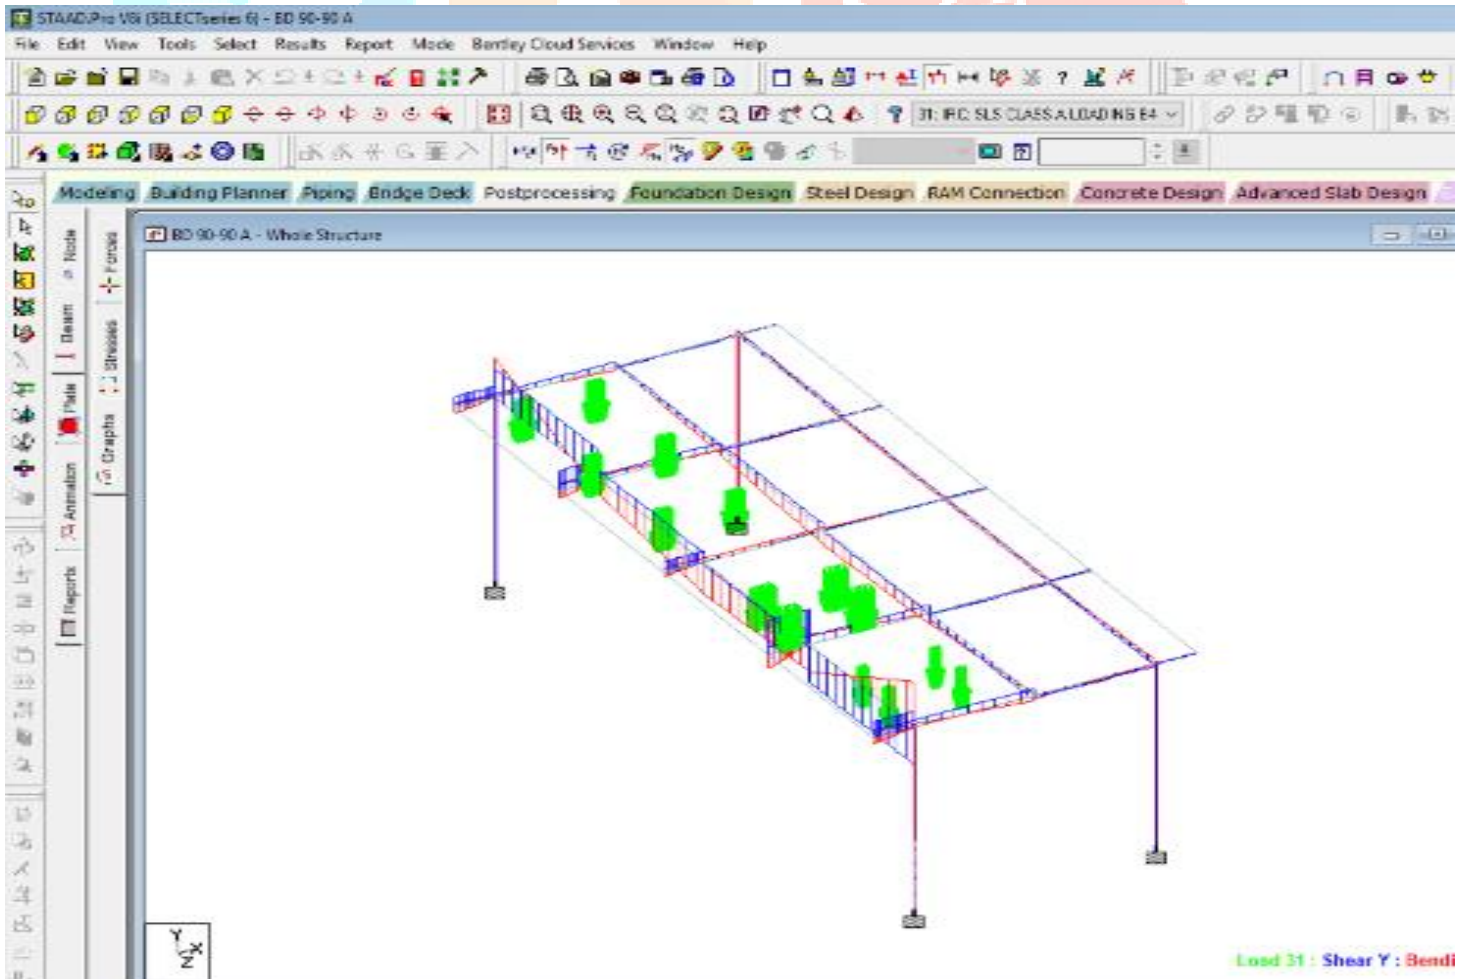 STAAD.Pro V8i (SELECTseries 6) - BD 90-90 A
File Edit View Tools Select Results Report Mode Bentley Cloud Services Window Help
31: IRC: SLS CLASS A LOADING B4
Modeling Building Planner Piping Bridge Deck Postprocessing Foundation Design Steel Design RAM Connection Concrete Design Advanced Slab Design
Node
Beam
Plate
Animation
Reports
Forces
Stresses
Graphs
BD 90-90 A - Whole Structure
Y
X
Z
Load 31 : Shear Y : Bendi